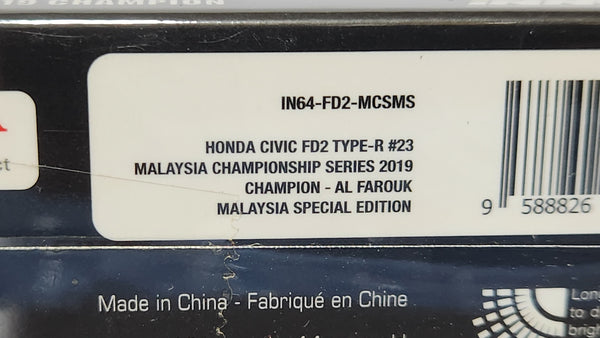 CHAMPION
IN64-FD2-MCSMS
HONDA CIVIC FD2 TYPE-R #23
MALAYSIA CHAMPIONSHIP SERIES 2019
CHAMPION - AL FAROUK
MALAYSIA SPECIAL EDITION
9 588826
Made in China - Fabriqué en Chine